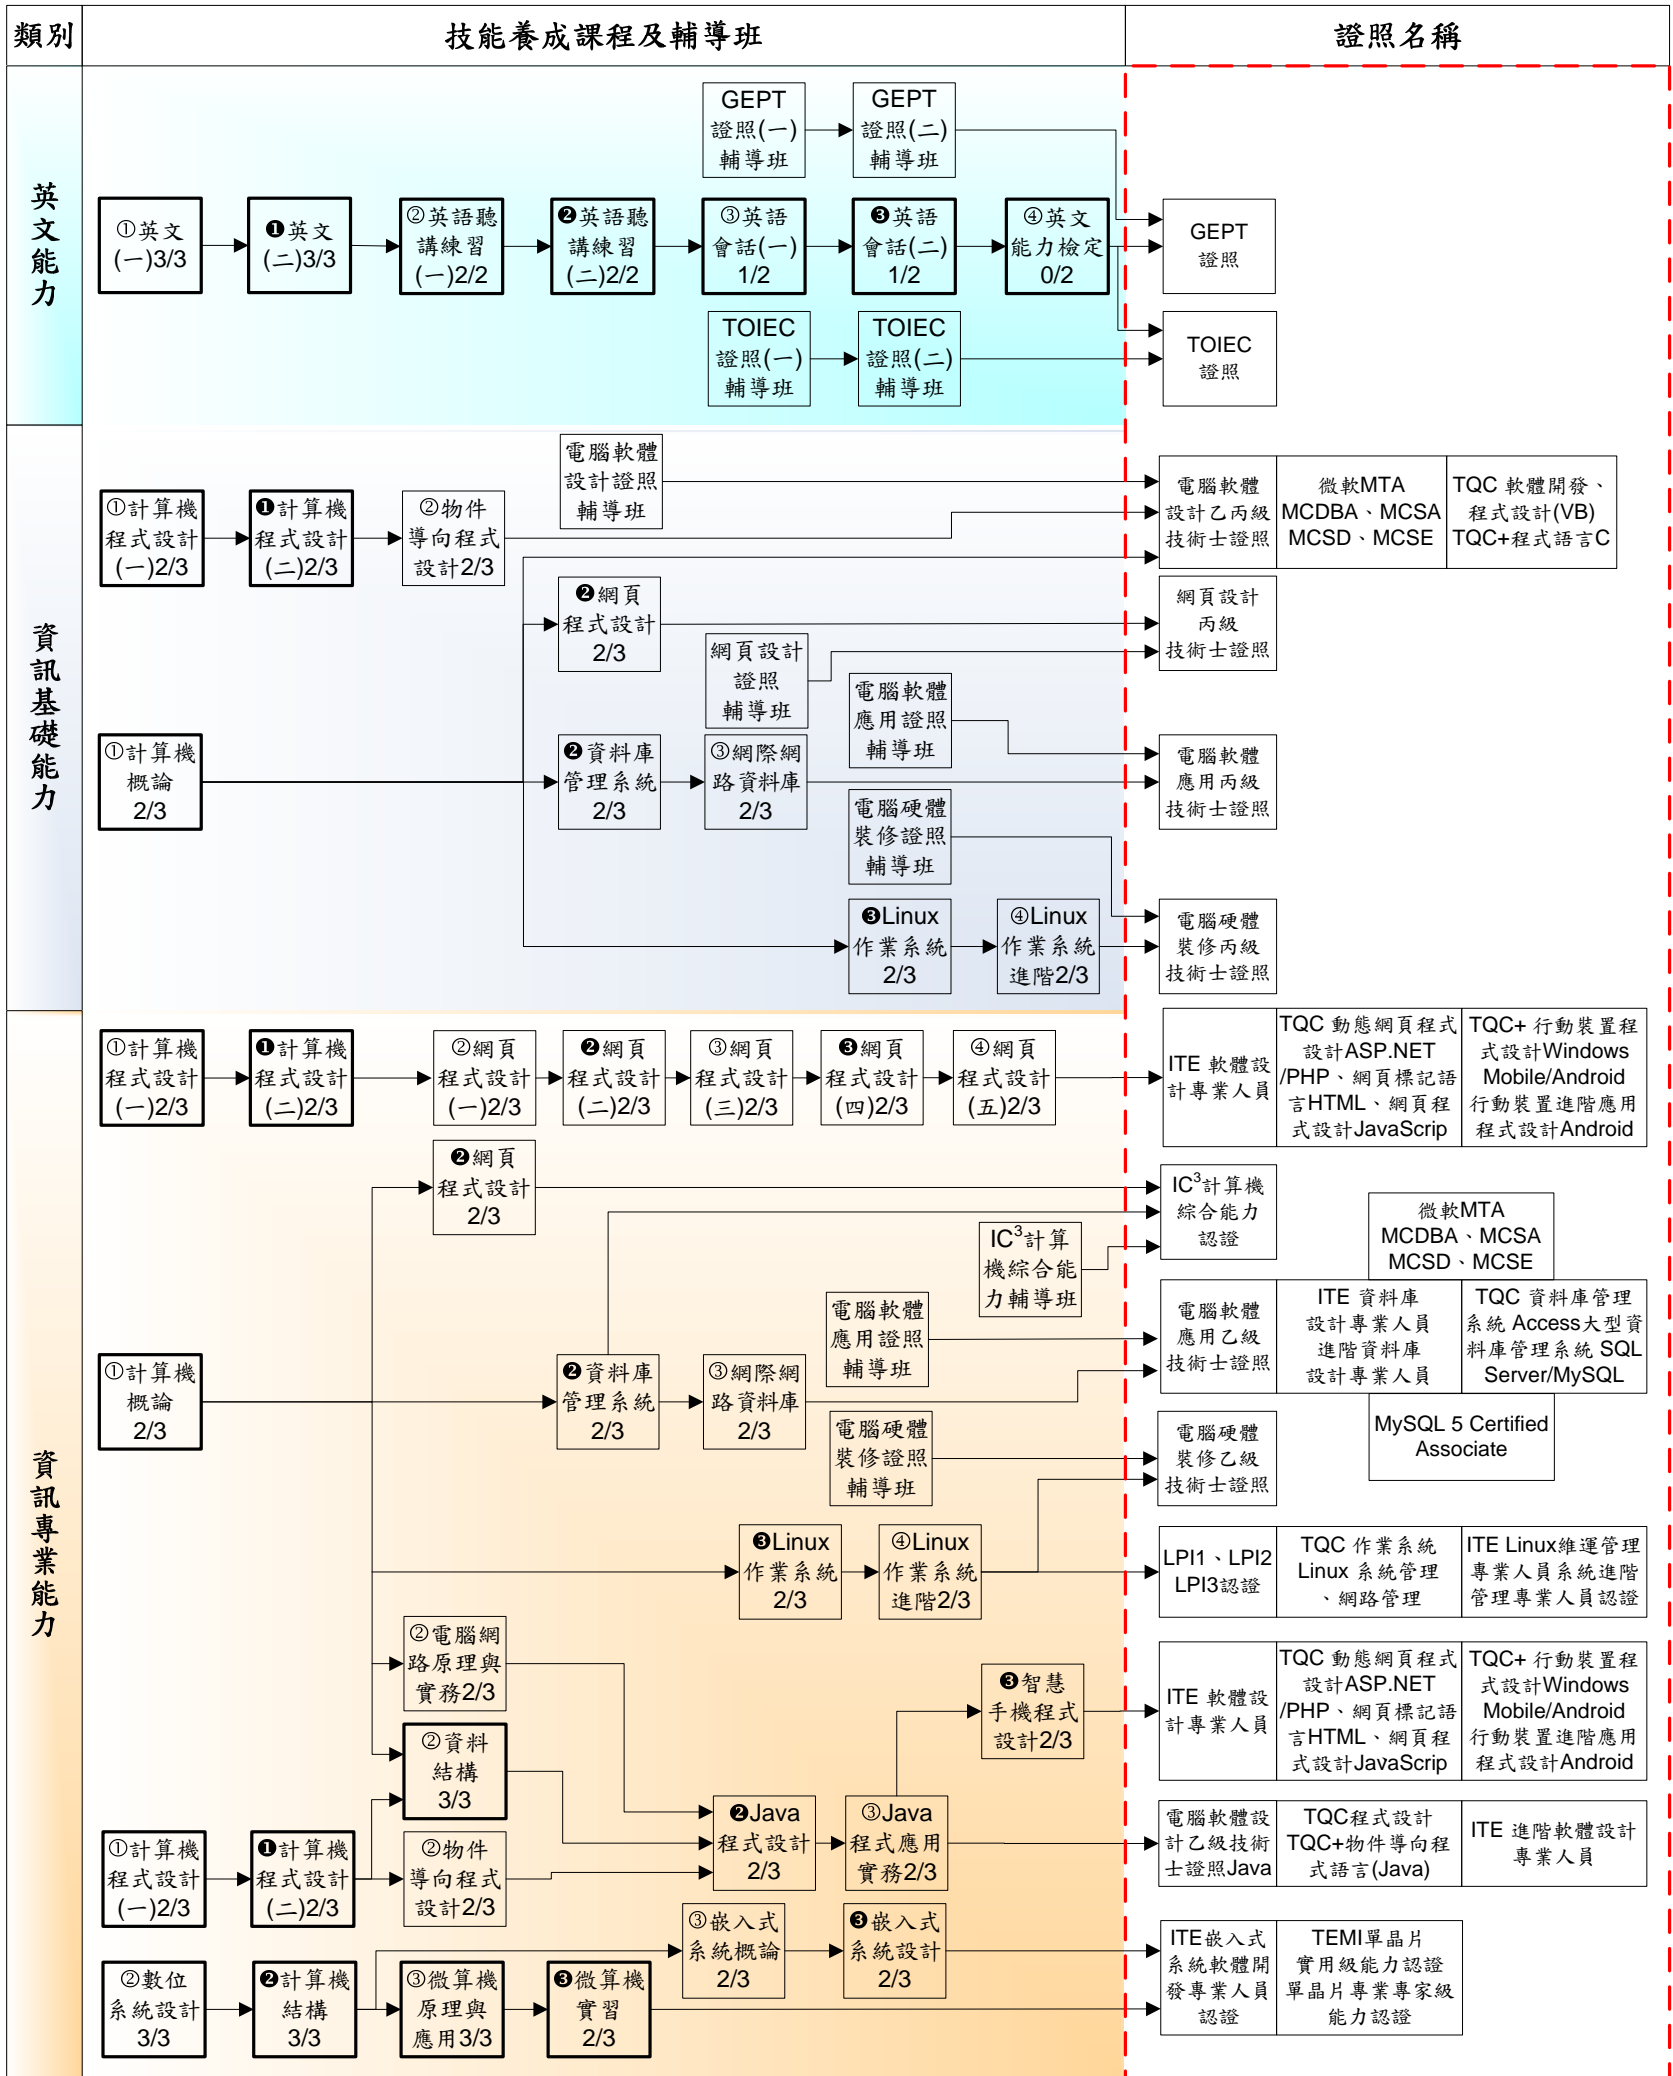 類別
技能養成課程及輔導班
證照名稱
英文能力
GEPT
證照(一)
輔導班
GEPT
證照(二)
輔導班
①英文
(一)3/3
❶英文
(二)3/3
②英語聽
講練習
(一)2/2
❷英語聽
講練習
(二)2/2
③英語
會話(一)
1/2
❸英語
會話(二)
1/2
④英文
能力檢定
0/2
GEPT
證照
TOIEC
證照(一)
輔導班
TOIEC
證照(二)
輔導班
TOIEC
證照
資訊基礎能力
電腦軟體
設計證照
輔導班
①計算機
程式設計
(一)2/3
❶計算機
程式設計
(二)2/3
②物件
導向程式
設計2/3
電腦軟體
設計乙丙級
技術士證照
微軟MTA
MCDBA、MCSA
MCSD、MCSE
TQC 軟體開發、
程式設計(VB)
TQC+程式語言C
❷網頁
程式設計
2/3
網頁設計
證照
輔導班
網頁設計
丙級
技術士證照
電腦軟體
應用證照
輔導班
①計算機
概論
2/3
❷資料庫
管理系統
2/3
③網際網
路資料庫
2/3
電腦軟體
應用丙級
技術士證照
電腦硬體
裝修證照
輔導班
❸Linux
作業系統
2/3
④Linux
作業系統
進階2/3
電腦硬體
裝修丙級
技術士證照
資訊專業能力
①計算機
程式設計
(一)2/3
❶計算機
程式設計
(二)2/3
②網頁
程式設計
(一)2/3
❷網頁
程式設計
(二)2/3
③網頁
程式設計
(三)2/3
❸網頁
程式設計
(四)2/3
④網頁
程式設計
(五)2/3
ITE 軟體設
計專業人員
TQC 動態網頁程式
設計ASP.NET
/PHP、網頁標記語
言HTML、網頁程
式設計JavaScrip
TQC+ 行動裝置程
式設計Windows
Mobile/Android
行動裝置進階應用
程式設計Android
❷網頁
程式設計
2/3
IC3計算機
綜合能力
認證
IC3計算
機綜合能
力輔導班
微軟MTA
MCDBA、MCSA
MCSD、MCSE
電腦軟體
應用證照
輔導班
電腦軟體
應用乙級
技術士證照
ITE 資料庫
設計專業人員
進階資料庫
設計專業人員
TQC 資料庫管理
系統 Access大型資
料庫管理系統 SQL
Server/MySQL
①計算機
概論
2/3
❷資料庫
管理系統
2/3
③網際網
路資料庫
2/3
MySQL 5 Certified
Associate
電腦硬體
裝修證照
輔導班
電腦硬體
裝修乙級
技術士證照
❸Linux
作業系統
2/3
④Linux
作業系統
進階2/3
LPI1、LPI2
LPI3認證
TQC 作業系統
Linux 系統管理
、網路管理
ITE Linux維運管理
專業人員系統進階
管理專業人員認證
②電腦網
路原理與
實務2/3
❸智慧
手機程式
設計2/3
ITE 軟體設
計專業人員
TQC 動態網頁程式
設計ASP.NET
/PHP、網頁標記語
言HTML、網頁程
式設計JavaScrip
TQC+ 行動裝置程
式設計Windows
Mobile/Android
行動裝置進階應用
程式設計Android
②資料
結構
3/3
❷Java
程式設計
2/3
③Java
程式應用
實務2/3
電腦軟體設
計乙級技術
士證照Java
TQC程式設計
TQC+物件導向程
式語言(Java)
ITE 進階軟體設計
專業人員
①計算機
程式設計
(一)2/3
❶計算機
程式設計
(二)2/3
②物件
導向程式
設計2/3
③嵌入式
系統概論
2/3
❸嵌入式
系統設計
2/3
ITE嵌入式
系統軟體開
發專業人員
認證
TEMI單晶片
實用級能力認證
單晶片專業專家級
能力認證
②數位
系統設計
3/3
❷計算機
結構
3/3
③微算機
原理與
應用3/3
❸微算機
實習
2/3